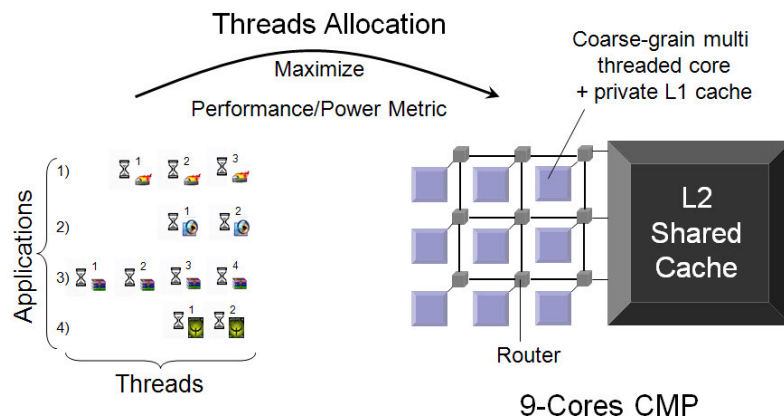 Threads Allocation
Maximize
Performance/Power Metric
Coarse-grain multi
threaded core
+ private L1 cache
Applications
1) 1 2 3
2) 1 2
3) 1 2 3 4
4) 1 2
Threads
L2
Shared
Cache
Router
9-Cores CMP